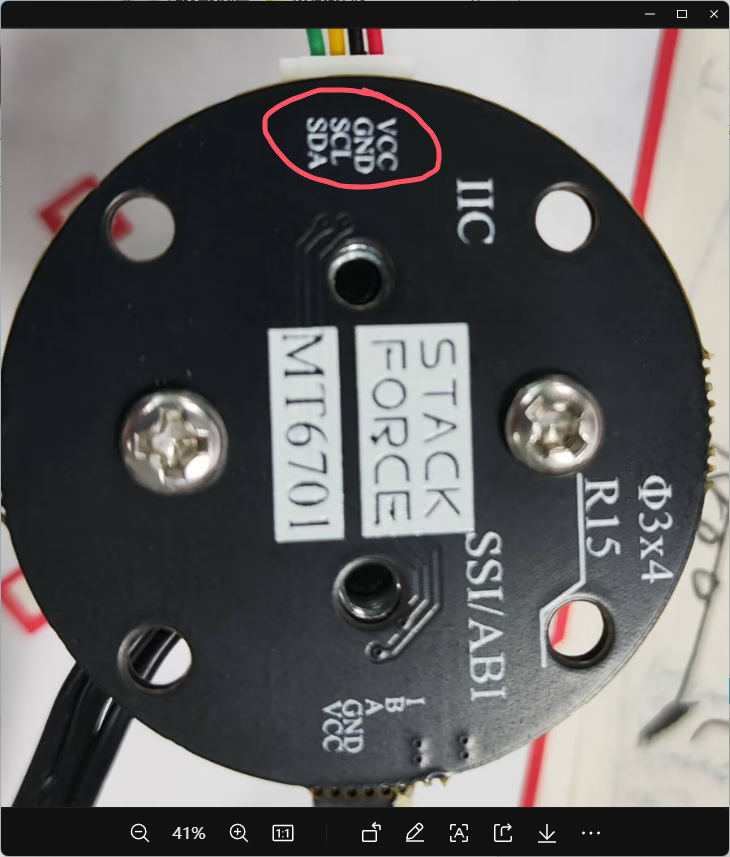 VCC
GND
SCL
SDA
IIC
STACK
FORCE
MT6701
Φ3x4
R15
SSI/ABI
I
B
A
GND
VCC
41%
1:1
A